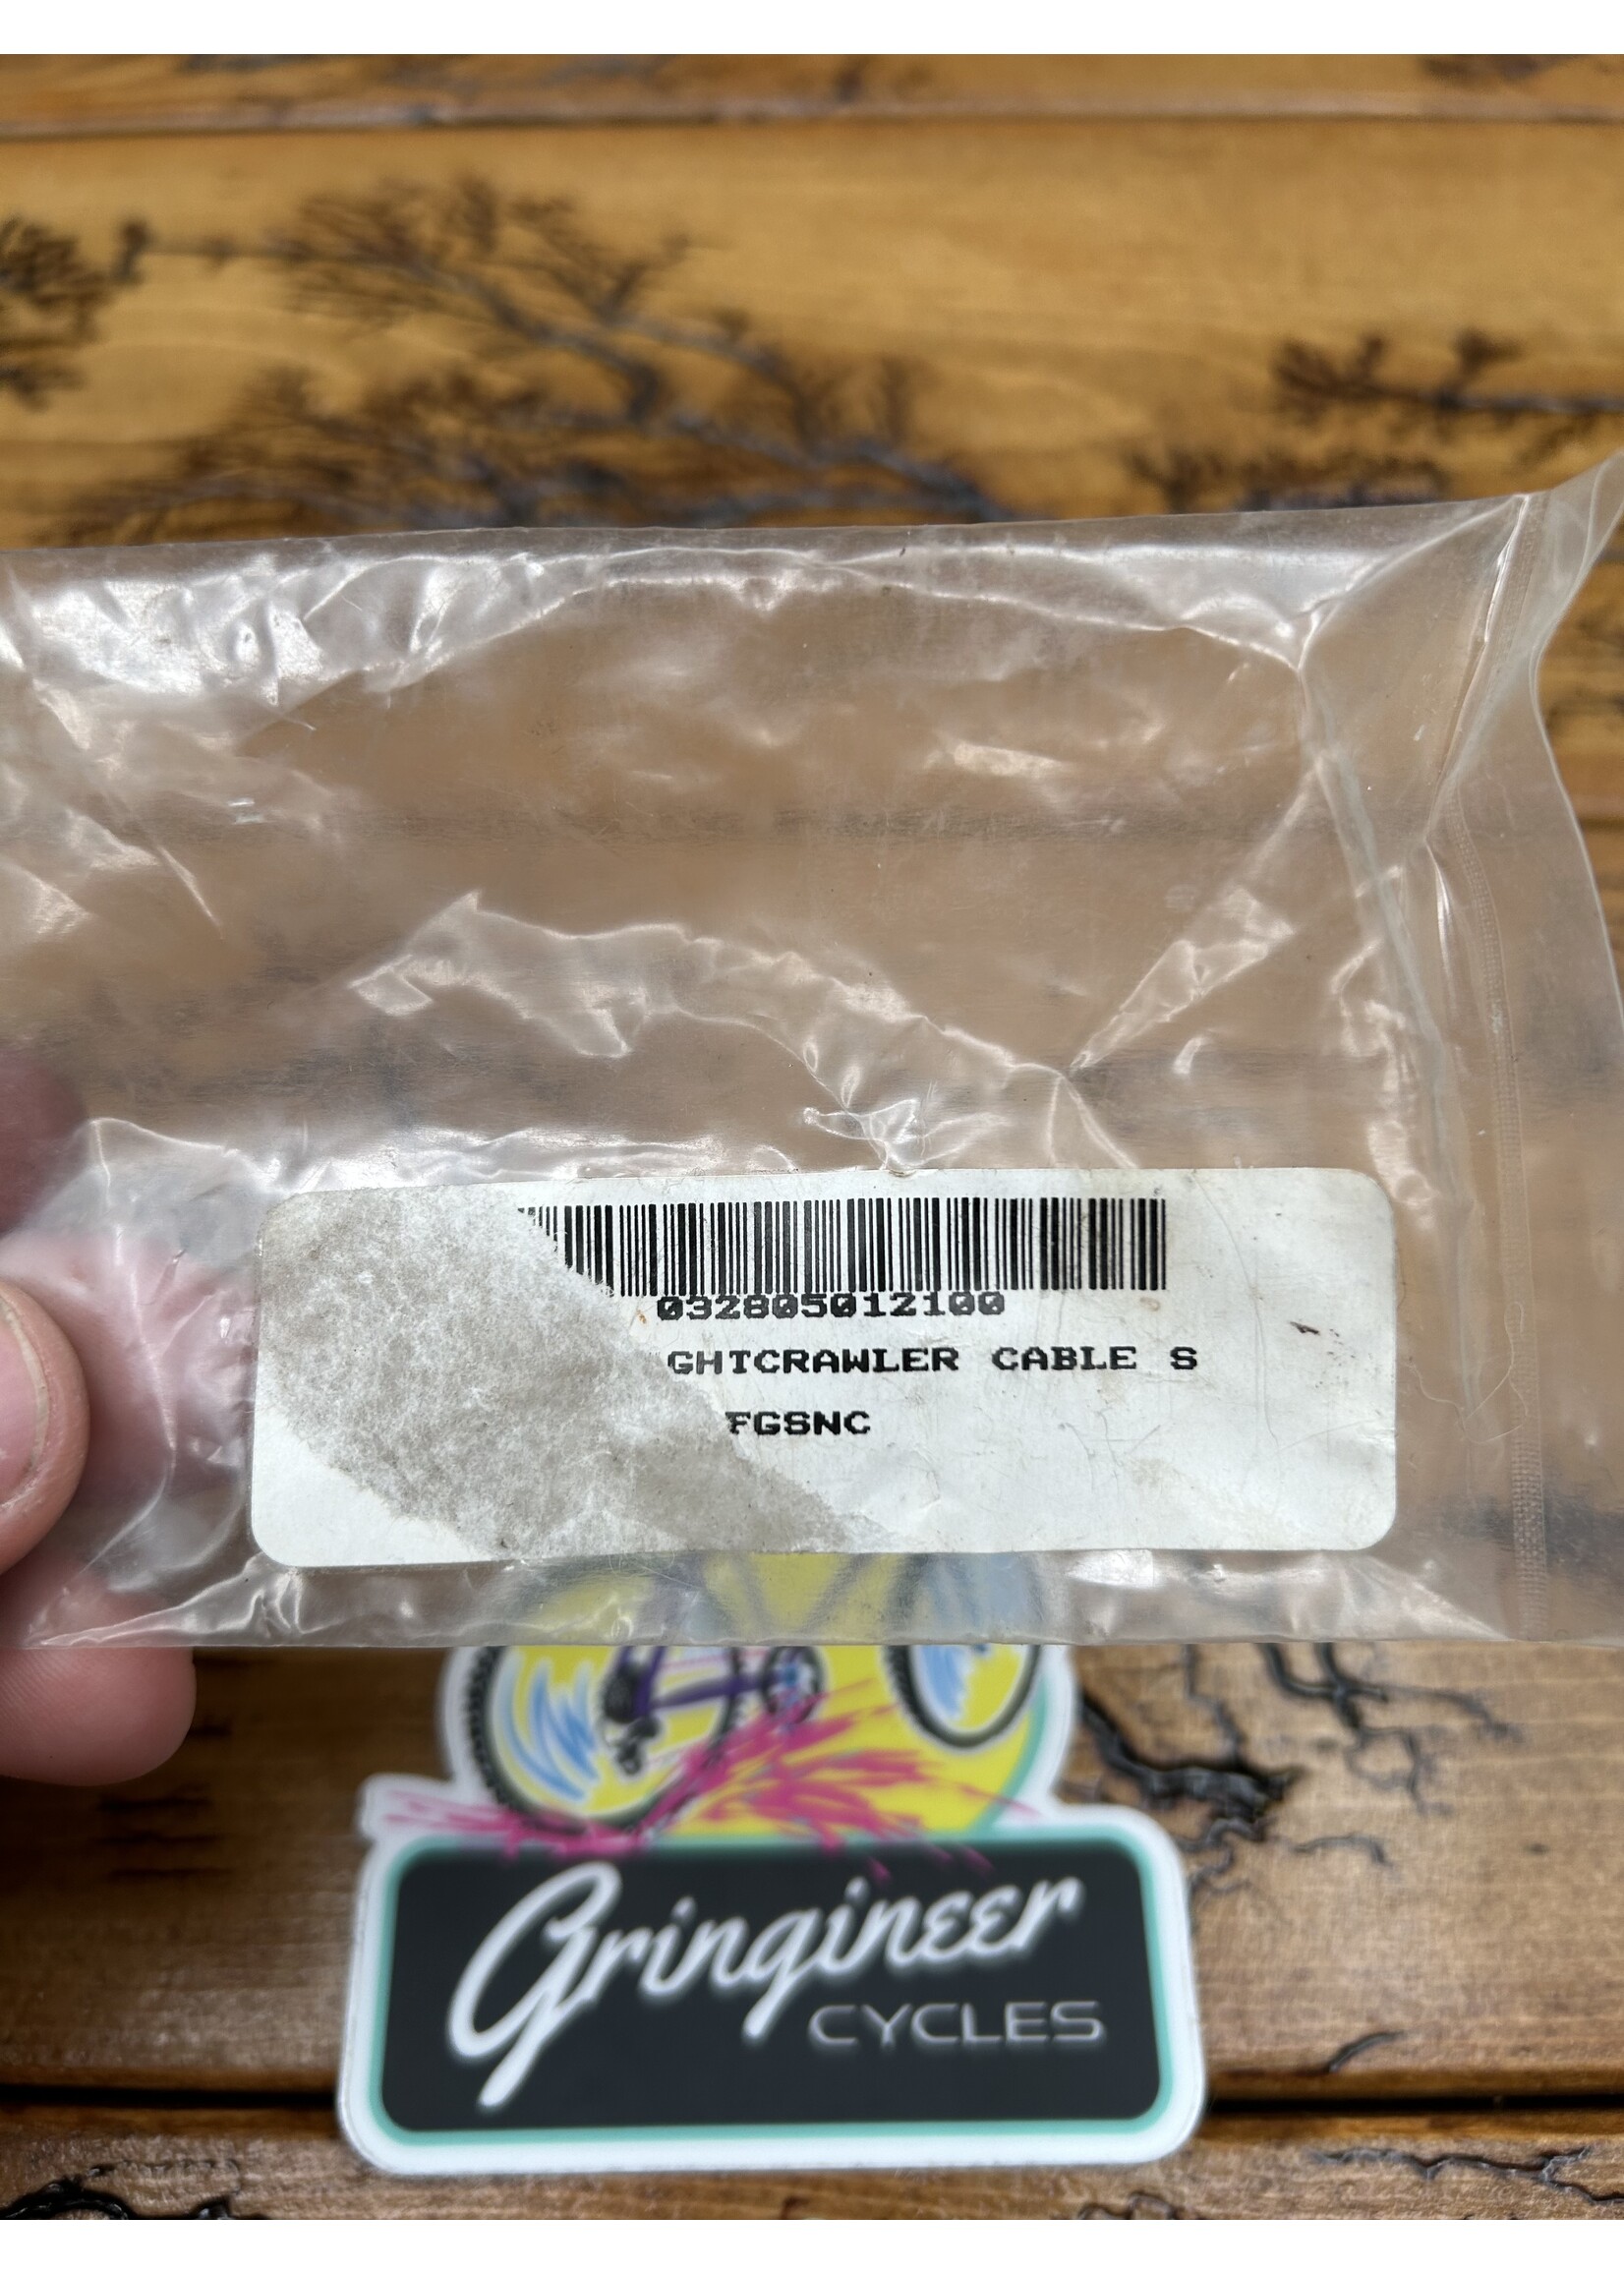 032805012100
GHTCRAWLER CABLE S
FGSNC
Gringineer
CYCLES